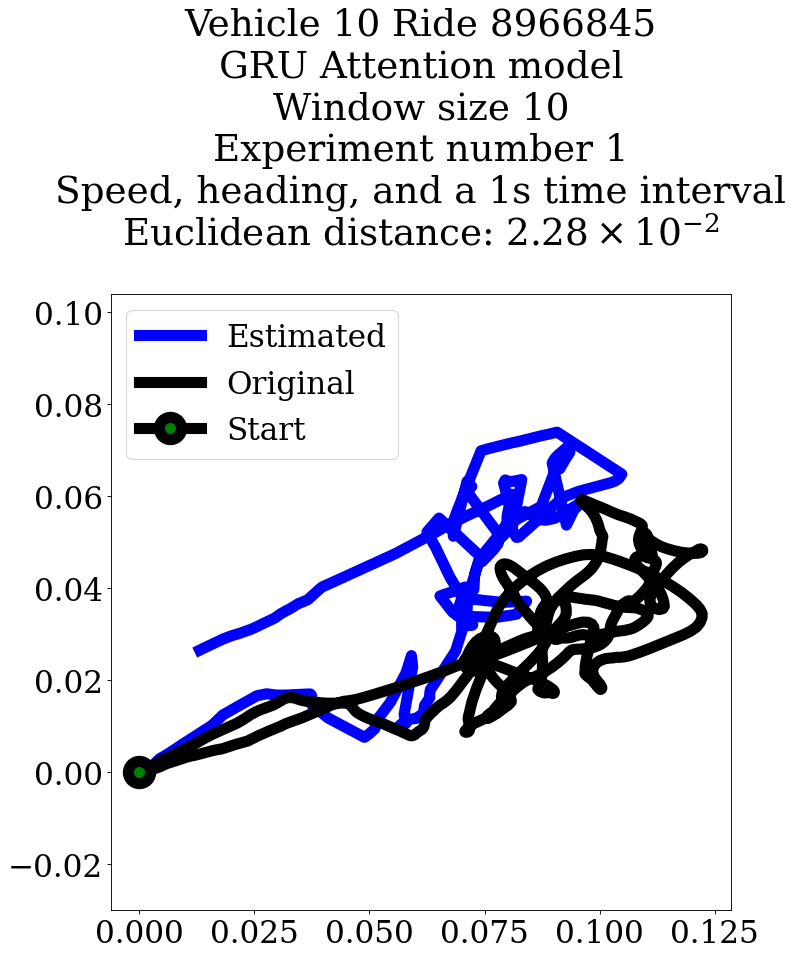 Vehicle 10 Ride 8966845
GRU Attention model
Window size 10
Experiment number 1
Speed, heading, and a 1s time interval
Euclidean distance: 2.28 × 10⁻²
Estimated
Original
Start
0.10
0.08
0.06
0.04
0.02
0.00
−0.02
0.000 0.025 0.050 0.075 0.100 0.125